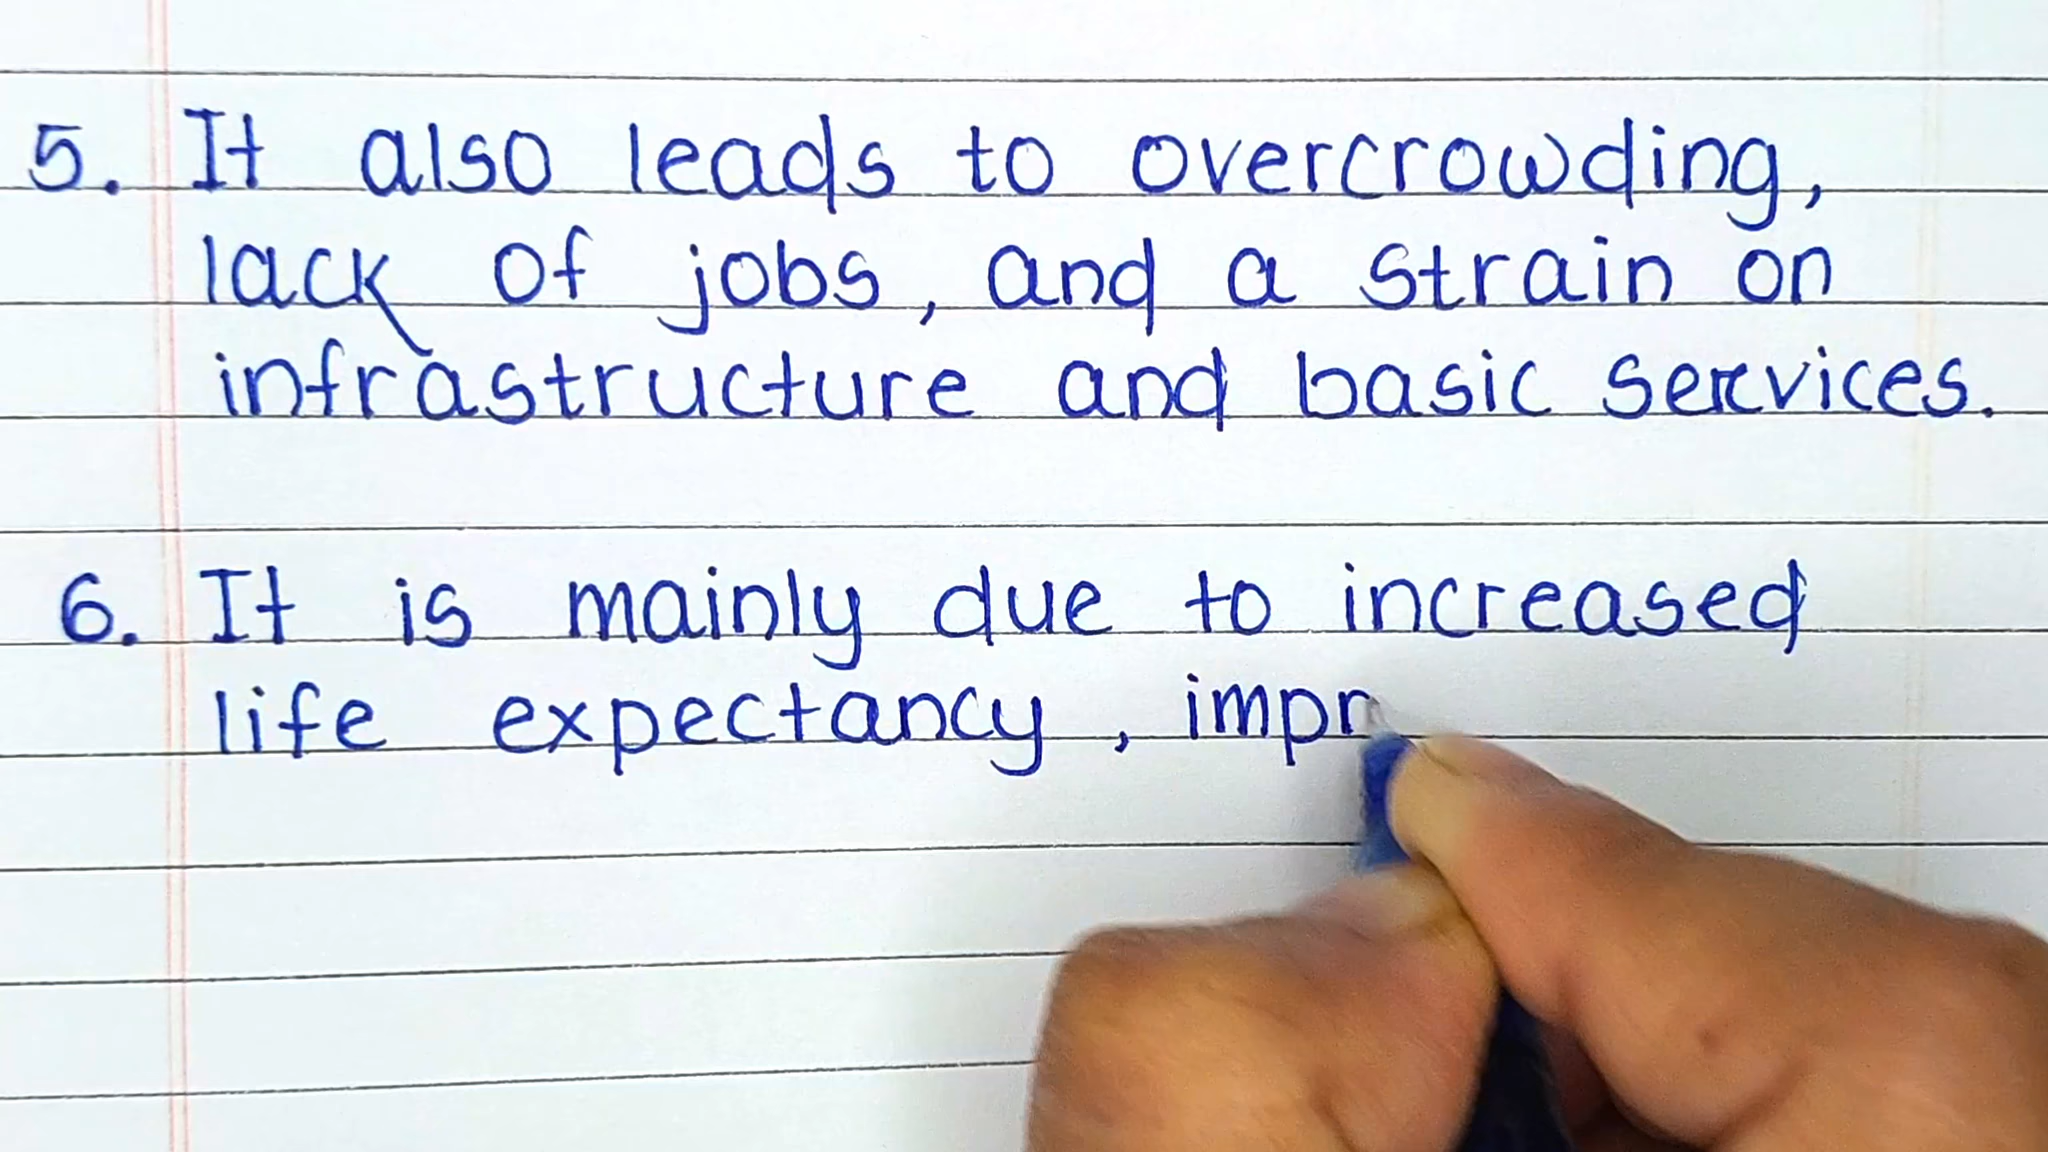 5. It also leads to overcrowding,
lack of jobs, and a strain on
infrastructure and basic services.
6. It is mainly due to increased
life expectancy, impr